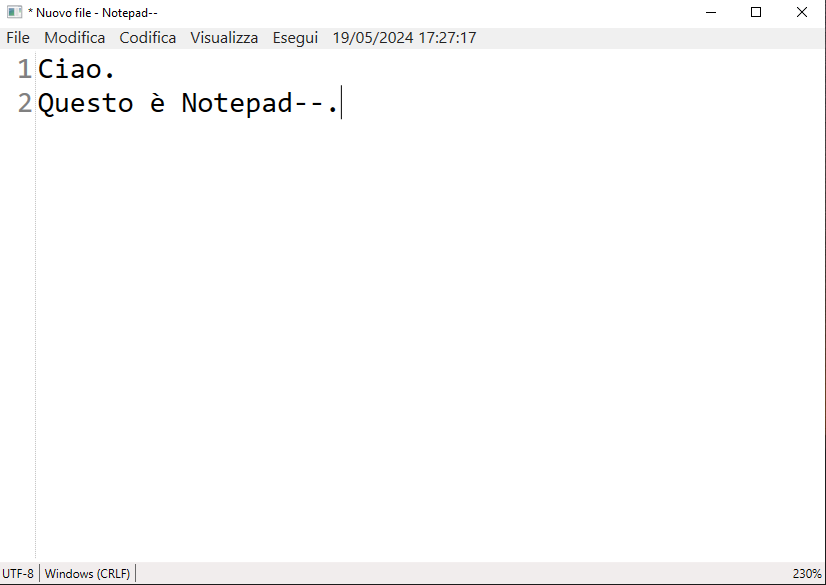 * Nuovo file - Notepad--
File Modifica Codifica Visualizza Esegui 19/05/2024 17:27:17
1 Ciao.
2 Questo è Notepad--.
UTF-8 Windows (CRLF) 230%